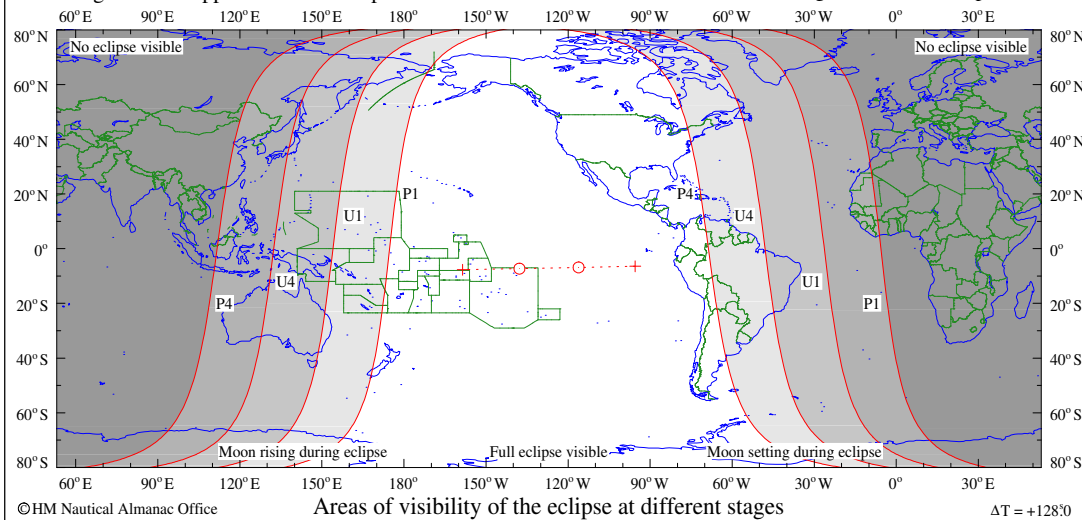 80° N No eclipse visible No eclipse visible 80° N
60° N 60° N
40° N 40° N
20° N P1 P4 20° N
U1 U4
0° 0°
U4 U1
20° S P4 P1 20° S
40° S 40° S
60° S 60° S
Moon rising during eclipse Full eclipse visible Moon setting during eclipse
80° S 80° S
120° E 150° E 180° E 150° W 120° W 90° W 60° W 30° W 0° E
60° E 90° E 120° E 150° E 180° E 150° W 120° W 90° W 60° W 30° W 0° E 30° E
© HM Nautical Almanac Office Areas of visibility of the eclipse at different stages ΔT = +128ˢ.0